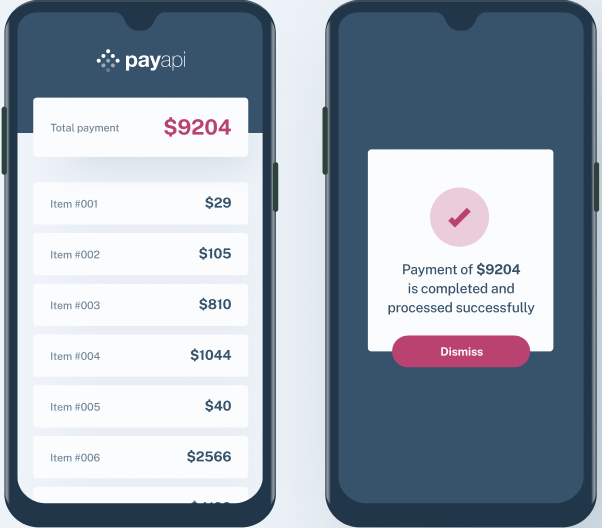 payapi
Total payment $9204
Item #001 $29
Item #002 $105
Item #003 $810
Item #004 $1044
Item #005 $40
Item #006 $2566
Payment of $9204
is completed and
processed successfully
Dismiss